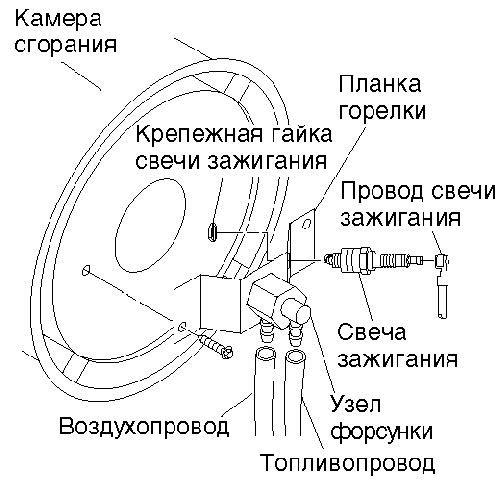 Камера
сгорания
Планка
горелки
Крепежная гайка
свечи зажигания
Провод свечи
зажигания
Свеча
зажигания
Узел
форсунки
Воздухопровод
Топливопровод